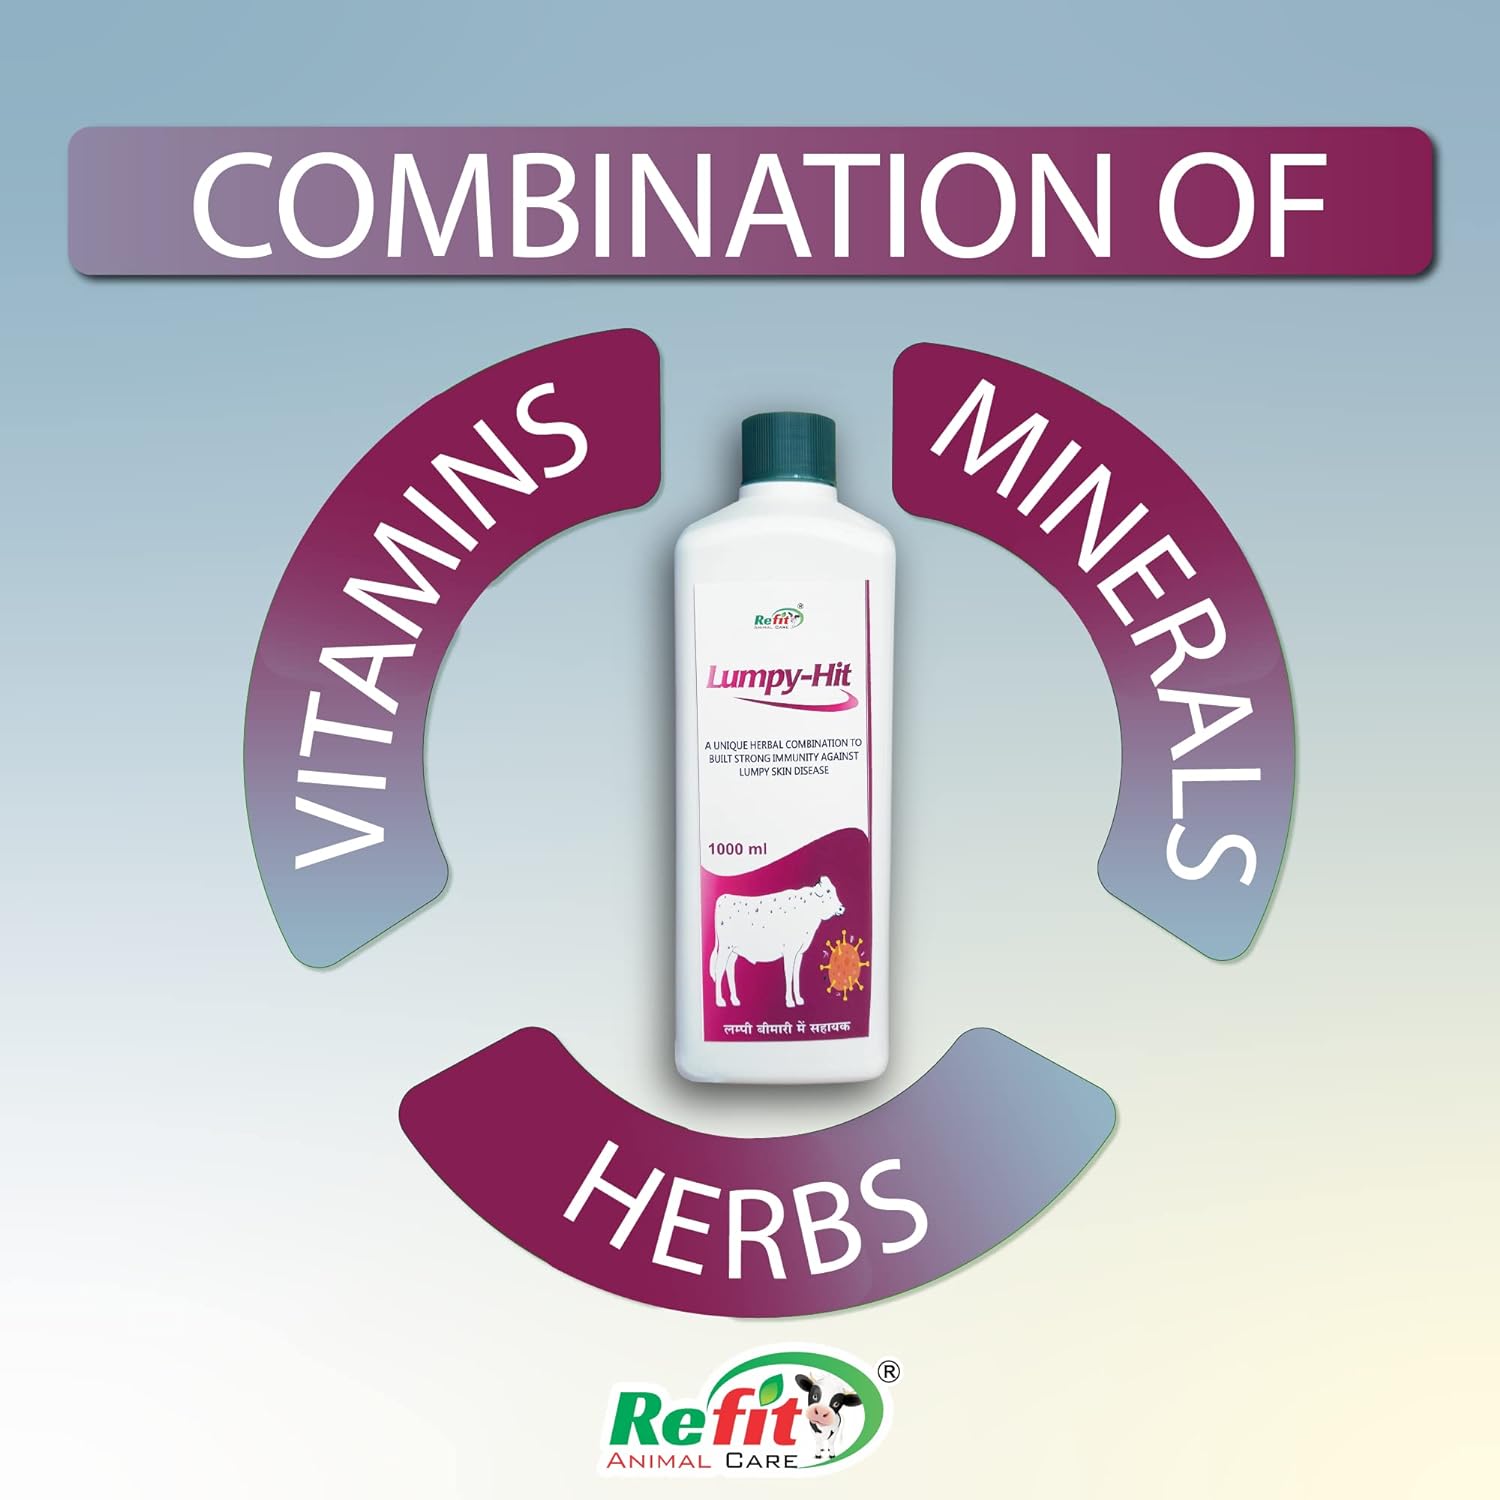 COMBINATION OF
VITAMINS
MINERALS
Refit®
ANIMAL CARE
Lumpy-Hit
A UNIQUE HERBAL COMBINATION TO
BUILT STRONG IMMUNITY AGAINST
LUMPY SKIN DISEASE
1000 ml
लम्पी बीमारी में सहायक
HERBS
Refit®
ANIMAL CARE